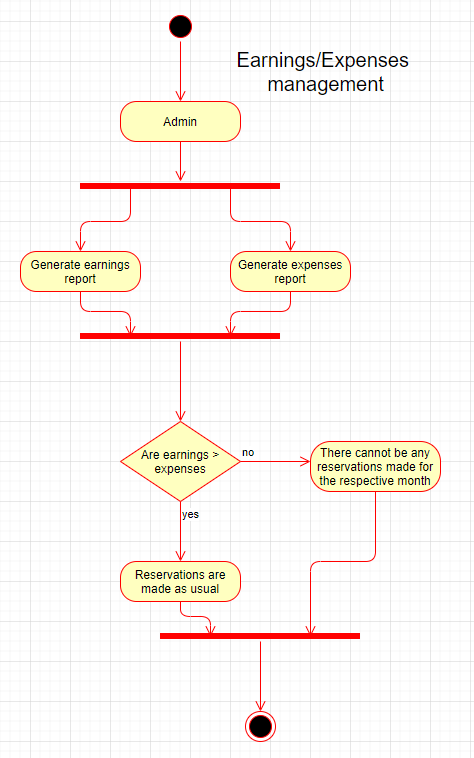 Earnings/Expenses
management
Admin
Generate earnings
report
Generate expenses
report
Are earnings >
expenses
no
There cannot be any
reservations made for
the respective month
yes
Reservations are
made as usual